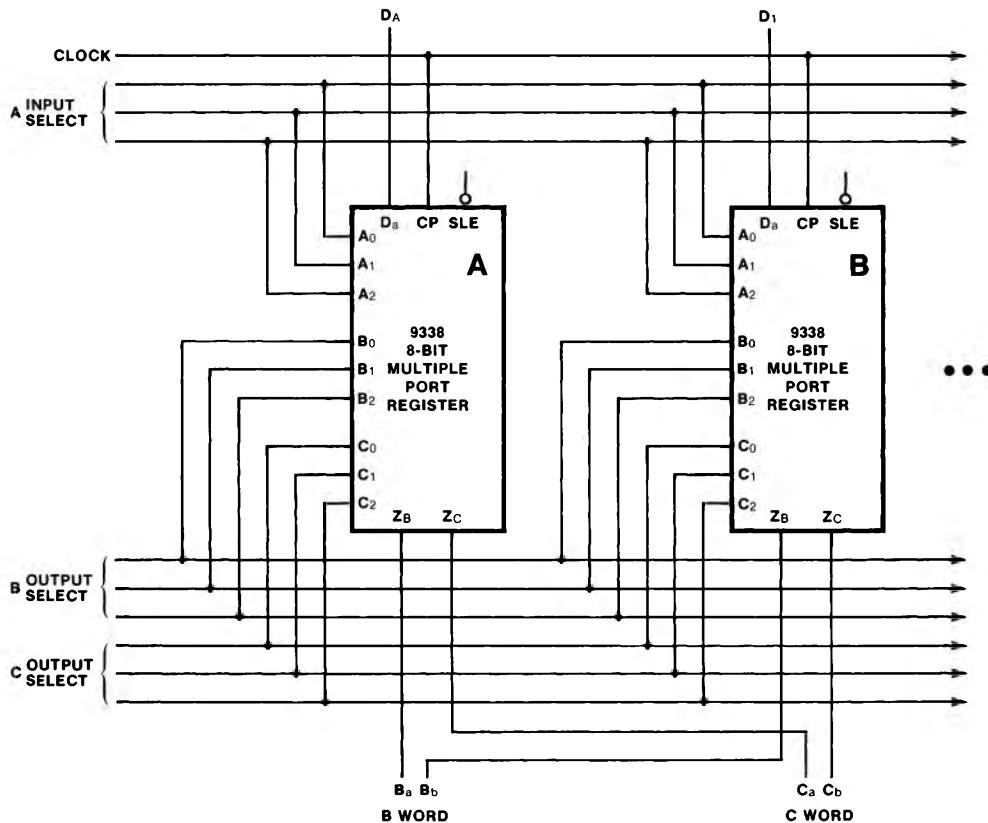 DA D1
CLOCK
A INPUT SELECT
Da CP SLE
A
A0
A1
A2
B0
B1
B2
C0
C1
C2
9338
8-BIT
MULTIPLE
PORT
REGISTER
ZB ZC
Da CP SLE
B
A0
A1
A2
B0
B1
B2
C0
C1
C2
9338
8-BIT
MULTIPLE
PORT
REGISTER
ZB ZC
B OUTPUT SELECT
C OUTPUT SELECT
Ba Bb
B WORD
Ca Cb
C WORD